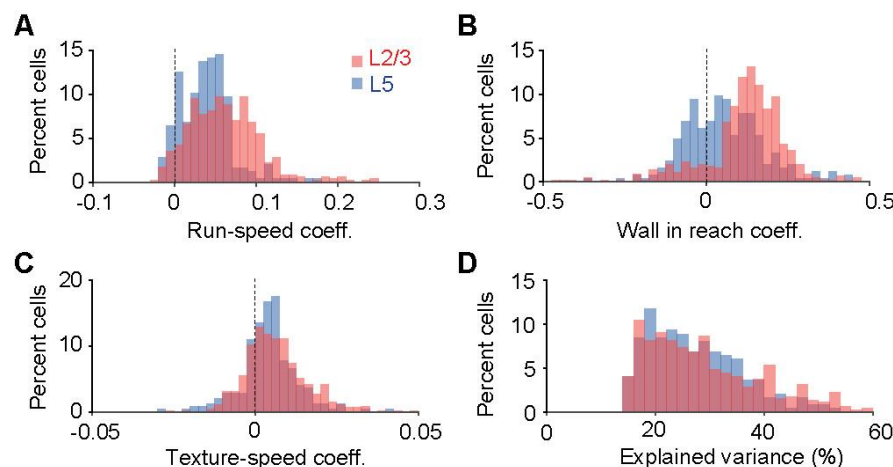 A
Percent cells
15
10
5
0
L2/3
L5
-0.1
0
0.1
0.2
0.3
Run-speed coeff.
B
Percent cells
15
10
5
0
-0.5
0
0.5
Wall in reach coeff.
C
Percent cells
20
10
0
-0.05
0
0.05
Texture-speed coeff.
D
Percent cells
15
10
5
0
0
20
40
60
Explained variance (%)